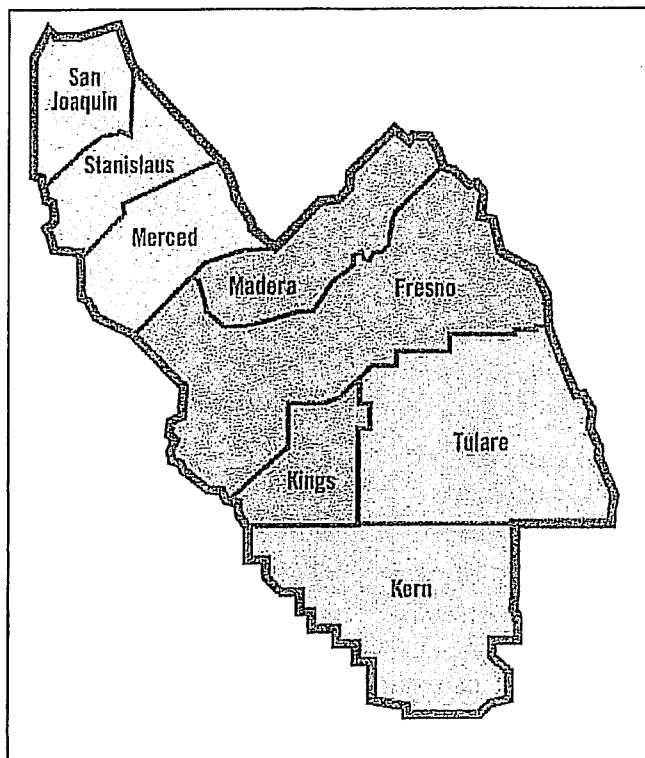 San
Joaquin
Stanislaus
Merced
Madera
Fresno
Tulare
Kings
Kern